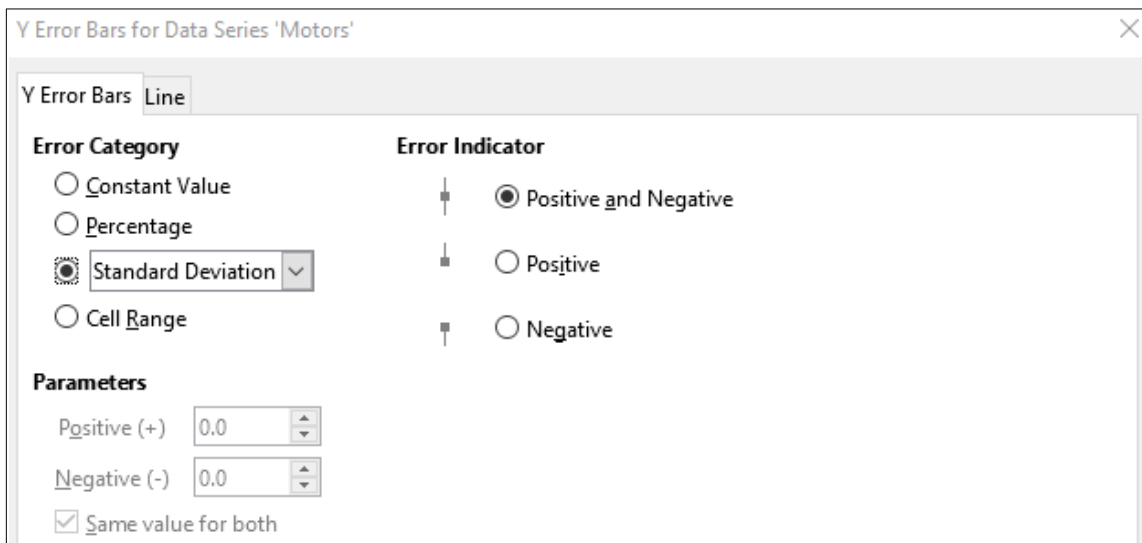 Y Error Bars for Data Series 'Motors'
Y Error Bars
Line
Error Category
Constant Value
Percentage
Standard Deviation
Cell Range
Error Indicator
Positive and Negative
Positive
Negative
Parameters
Positive (+) 0.0
Negative (-) 0.0
Same value for both